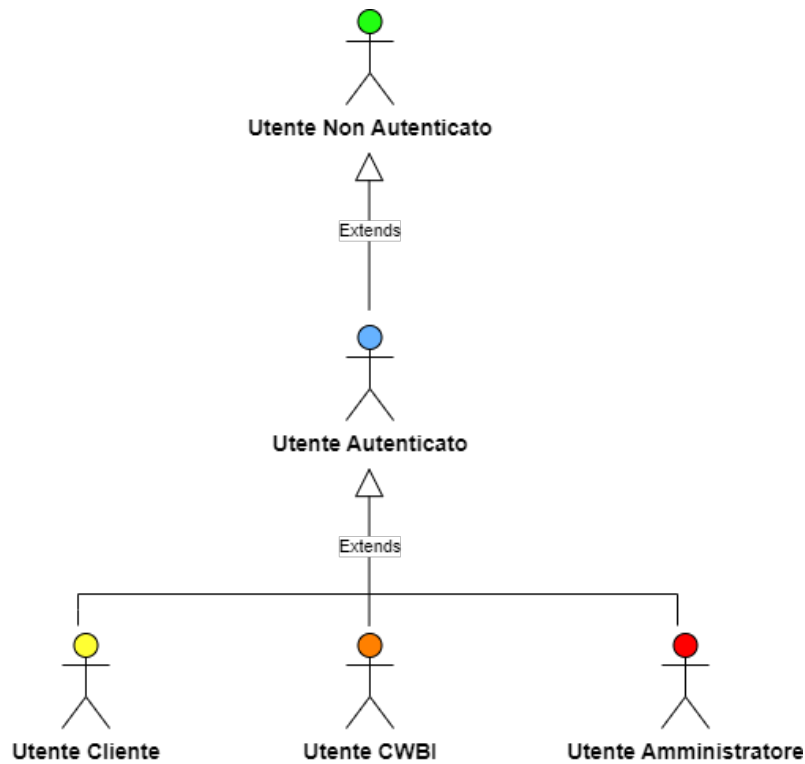 Utente Non Autenticato
Extends
Utente Autenticato
Extends
Utente Cliente
Utente CWBI
Utente Amministratore